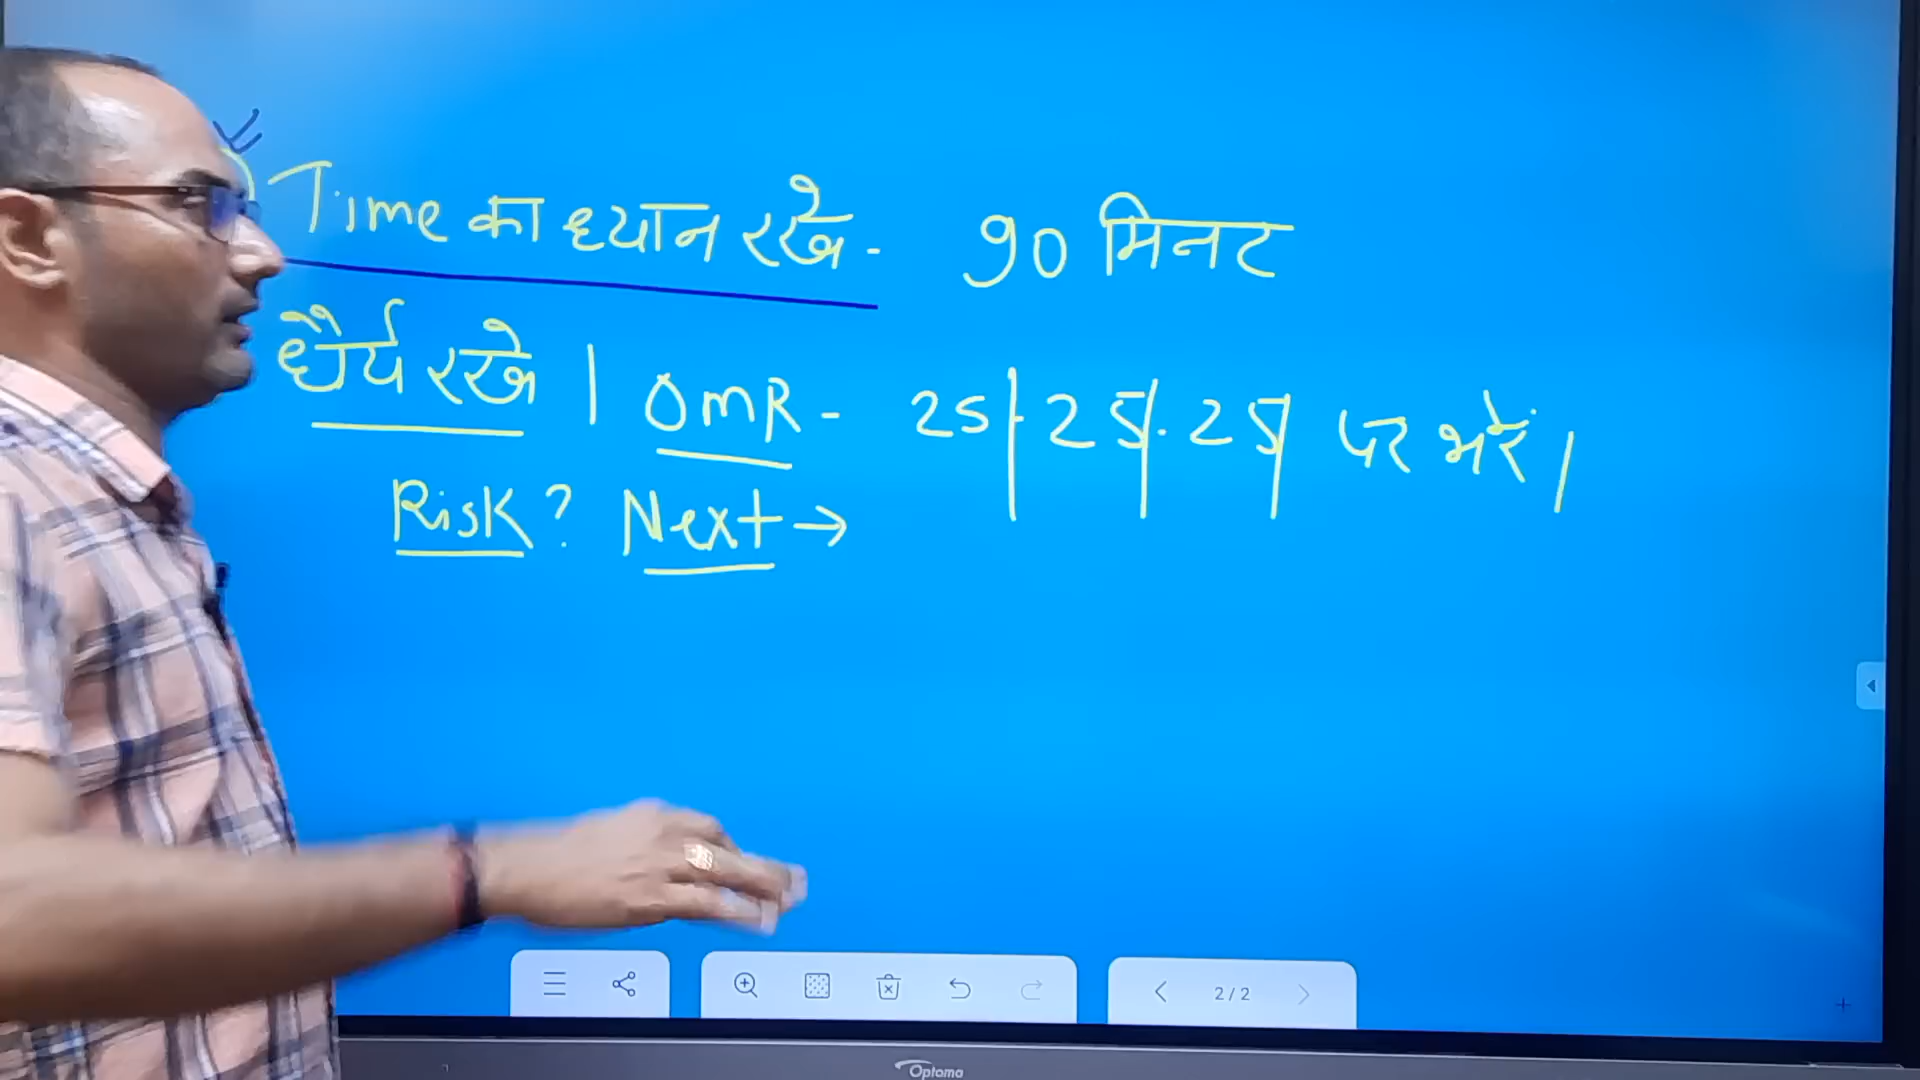 Time का ध्यान रखे - 90 मिनट
धैर्य रखे | OMR - 25 | 25 | 25 | पर भरें |
Risk ? Next →
2 / 2
Optoma